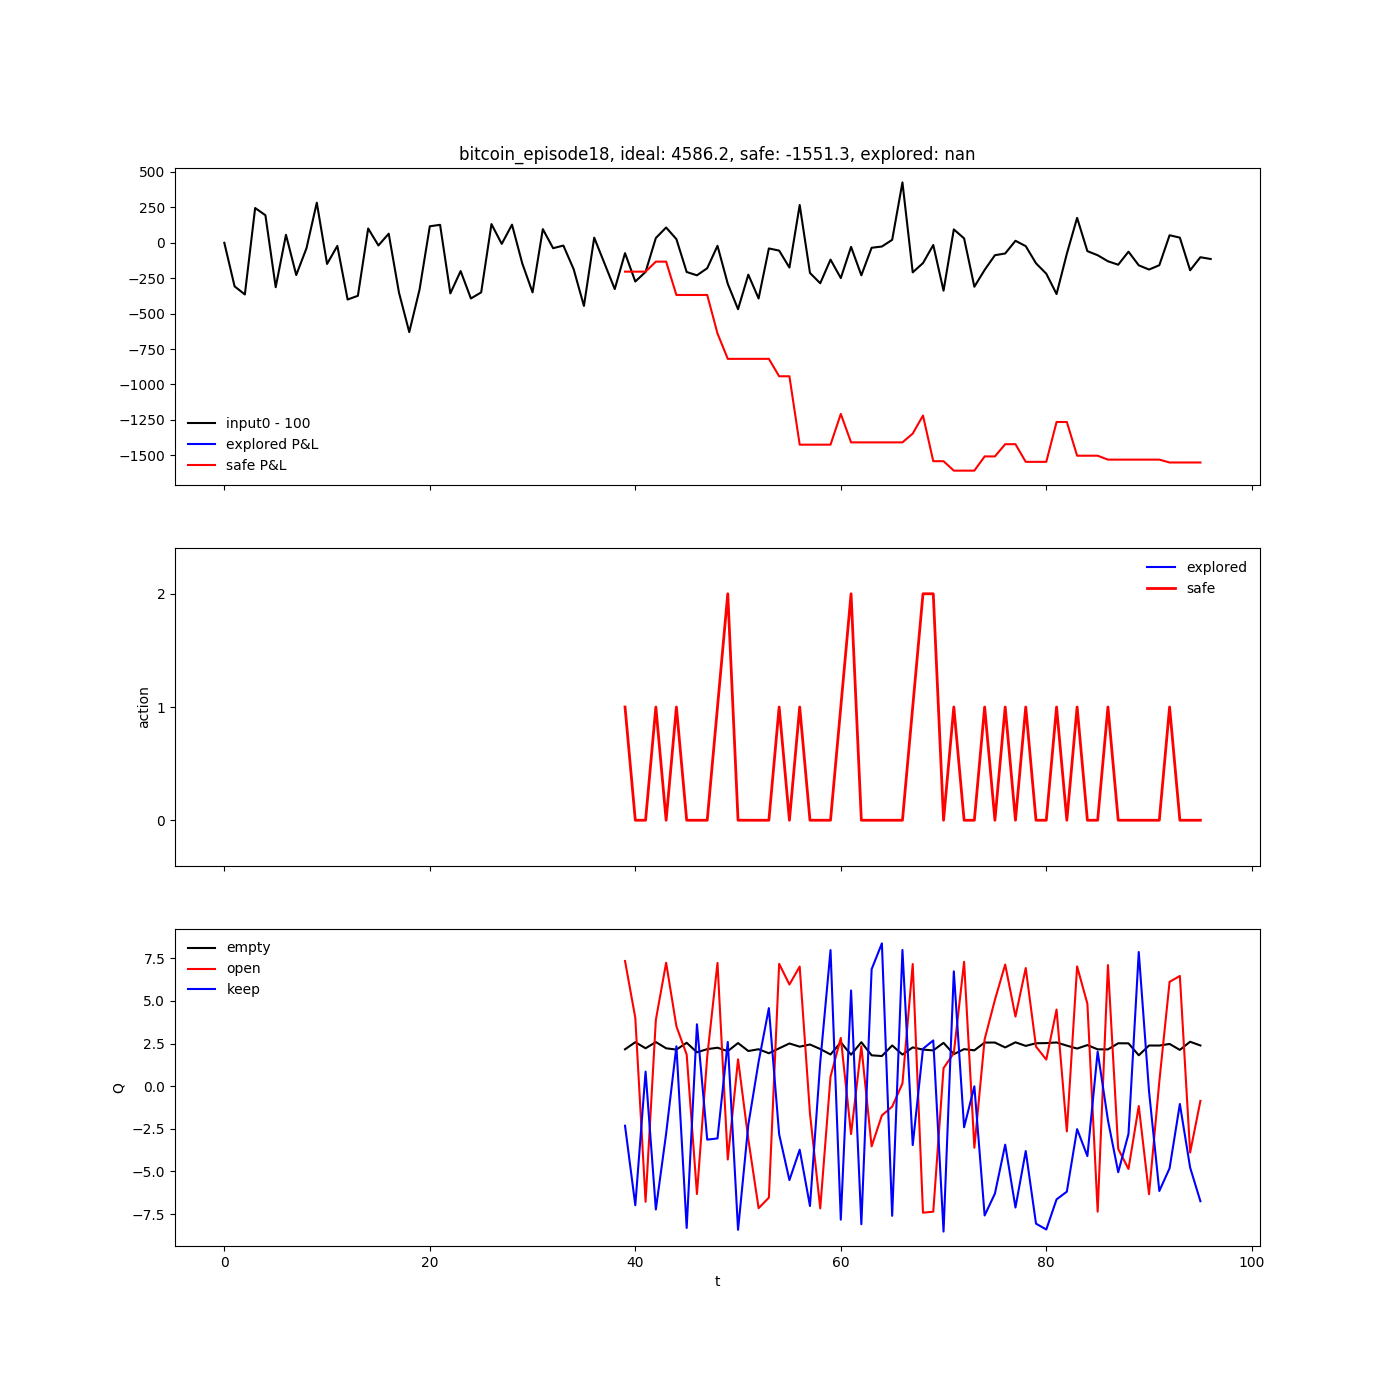 bitcoin_episode18, ideal: 4586.2, safe: -1551.3, explored: nan
500
250
0
−250
−500
−750
−1000
−1250
−1500
input0 - 100
explored P&L
safe P&L
action
2
1
0
explored
safe
Q
7.5
5.0
2.5
0.0
−2.5
−5.0
−7.5
empty
open
keep
0 20 40 60 80 100
t